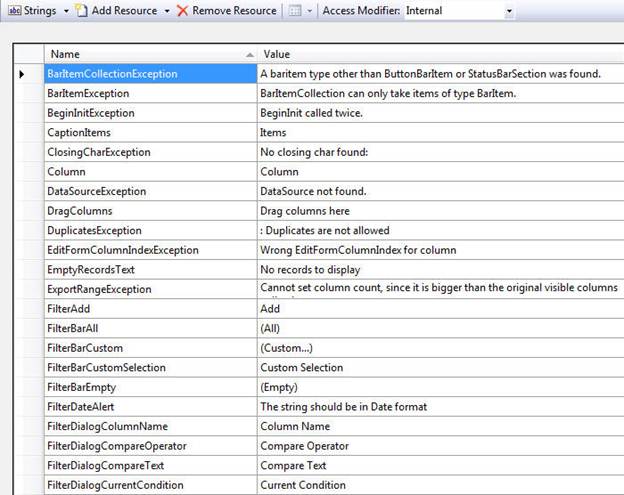 Strings Add Resource Remove Resource Access Modifier: Internal
Name Value
BarItemCollectionException A baritem type other than ButtonBarItem or StatusBarSection was found.
BarItemException BarItemCollection can only take items of type BarItem.
BeginInitException BeginInit called twice.
CaptionItems Items
ClosingCharException No closing char found:
Column Column
DataSourceException DataSource not found.
DragColumns Drag columns here
DuplicatesException : Duplicates are not allowed
EditFormColumnIndexException Wrong EditFormColumnIndex for column
EmptyRecordsText No records to display
ExportRangeException Cannot set column count, since it is bigger than the original visible columns
FilterAdd Add
FilterBarAll (All)
FilterBarCustom (Custom...)
FilterBarCustomSelection Custom Selection
FilterBarEmpty (Empty)
FilterDateAlert The string should be in Date format
FilterDialogColumnName Column Name
FilterDialogCompareOperator Compare Operator
FilterDialogCompareText Compare Text
FilterDialogCurrentCondition Current Condition